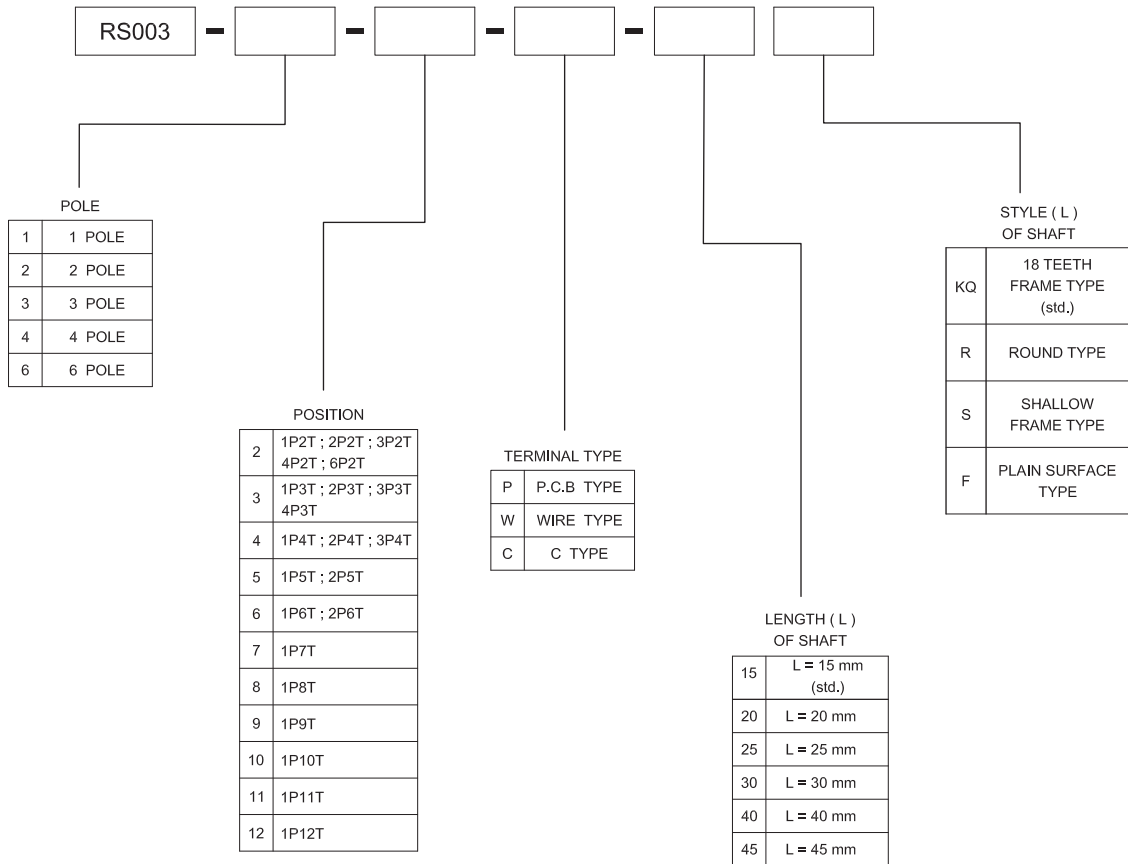 RS003 - - - -
POLE
1 1 POLE
2 2 POLE
3 3 POLE
4 4 POLE
6 6 POLE
POSITION
2 1P2T ; 2P2T ; 3P2T
4P2T ; 6P2T
3 1P3T ; 2P3T ; 3P3T
4P3T
4 1P4T ; 2P4T ; 3P4T
5 1P5T ; 2P5T
6 1P6T ; 2P6T
7 1P7T
8 1P8T
9 1P9T
10 1P10T
11 1P11T
12 1P12T
TERMINAL TYPE
P P.C.B TYPE
W WIRE TYPE
C C TYPE
LENGTH ( L )
OF SHAFT
15 L = 15 mm
(std.)
20 L = 20 mm
25 L = 25 mm
30 L = 30 mm
40 L = 40 mm
45 L = 45 mm
STYLE ( L )
OF SHAFT
KQ 18 TEETH
FRAME TYPE
(std.)
R ROUND TYPE
S SHALLOW
FRAME TYPE
F PLAIN SURFACE
TYPE